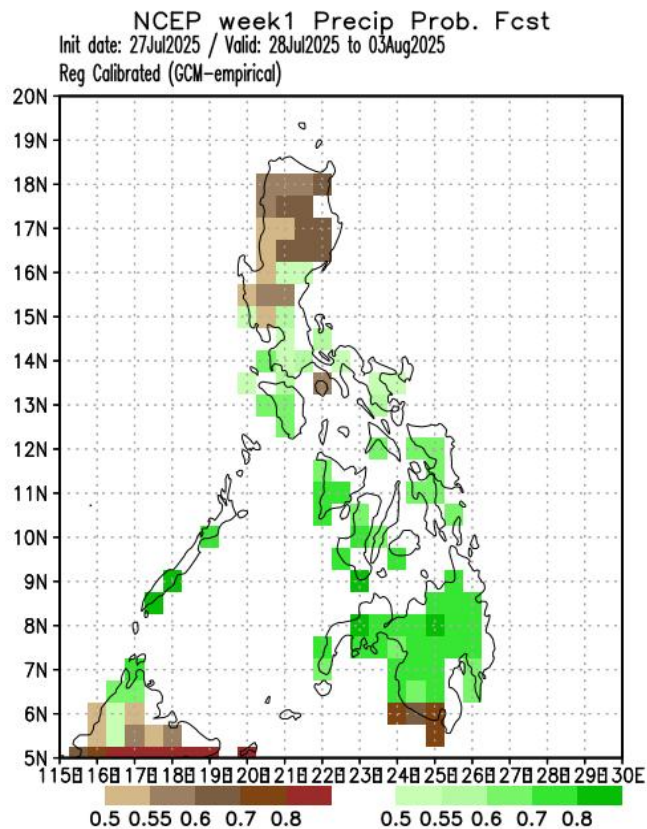 NCEP week1 Precip Prob. Fcst
Init date: 27Jul2025 / Valid: 28Jul2025 to 03Aug2025
Reg Calibrated (GCM-empirical)
20N
19N
18N
17N
16N
15N
14N
13N
12N
11N
10N
9N
8N
7N
6N
5N
115E 116E 117E 118E 119E 120E 121E 122E 123E 124E 125E 126E 127E 128E 129E 130E
0.5 0.55 0.6 0.7 0.8 0.5 0.55 0.6 0.7 0.8